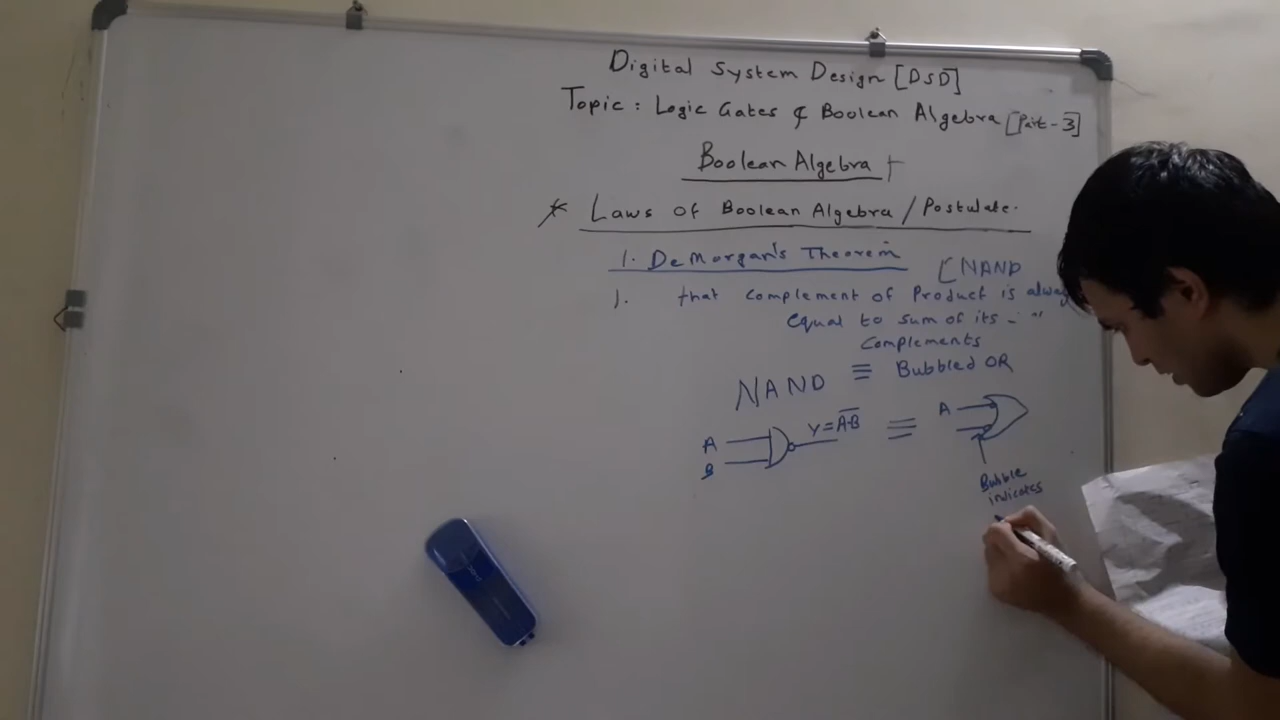 Digital System Design [DSD]
Topic : Logic Gates & Boolean Algebra [Part-3]
Boolean Algebra
* Laws of Boolean Algebra / Postulate.
1. De Morgan's Theorem
[NAND
1. that complement of Product is alway
equal to sum of its - "
Complements
NAND ≡ Bubbled OR
A
B
Y = \overline{A·B}
≡
A
Bubble
indicates